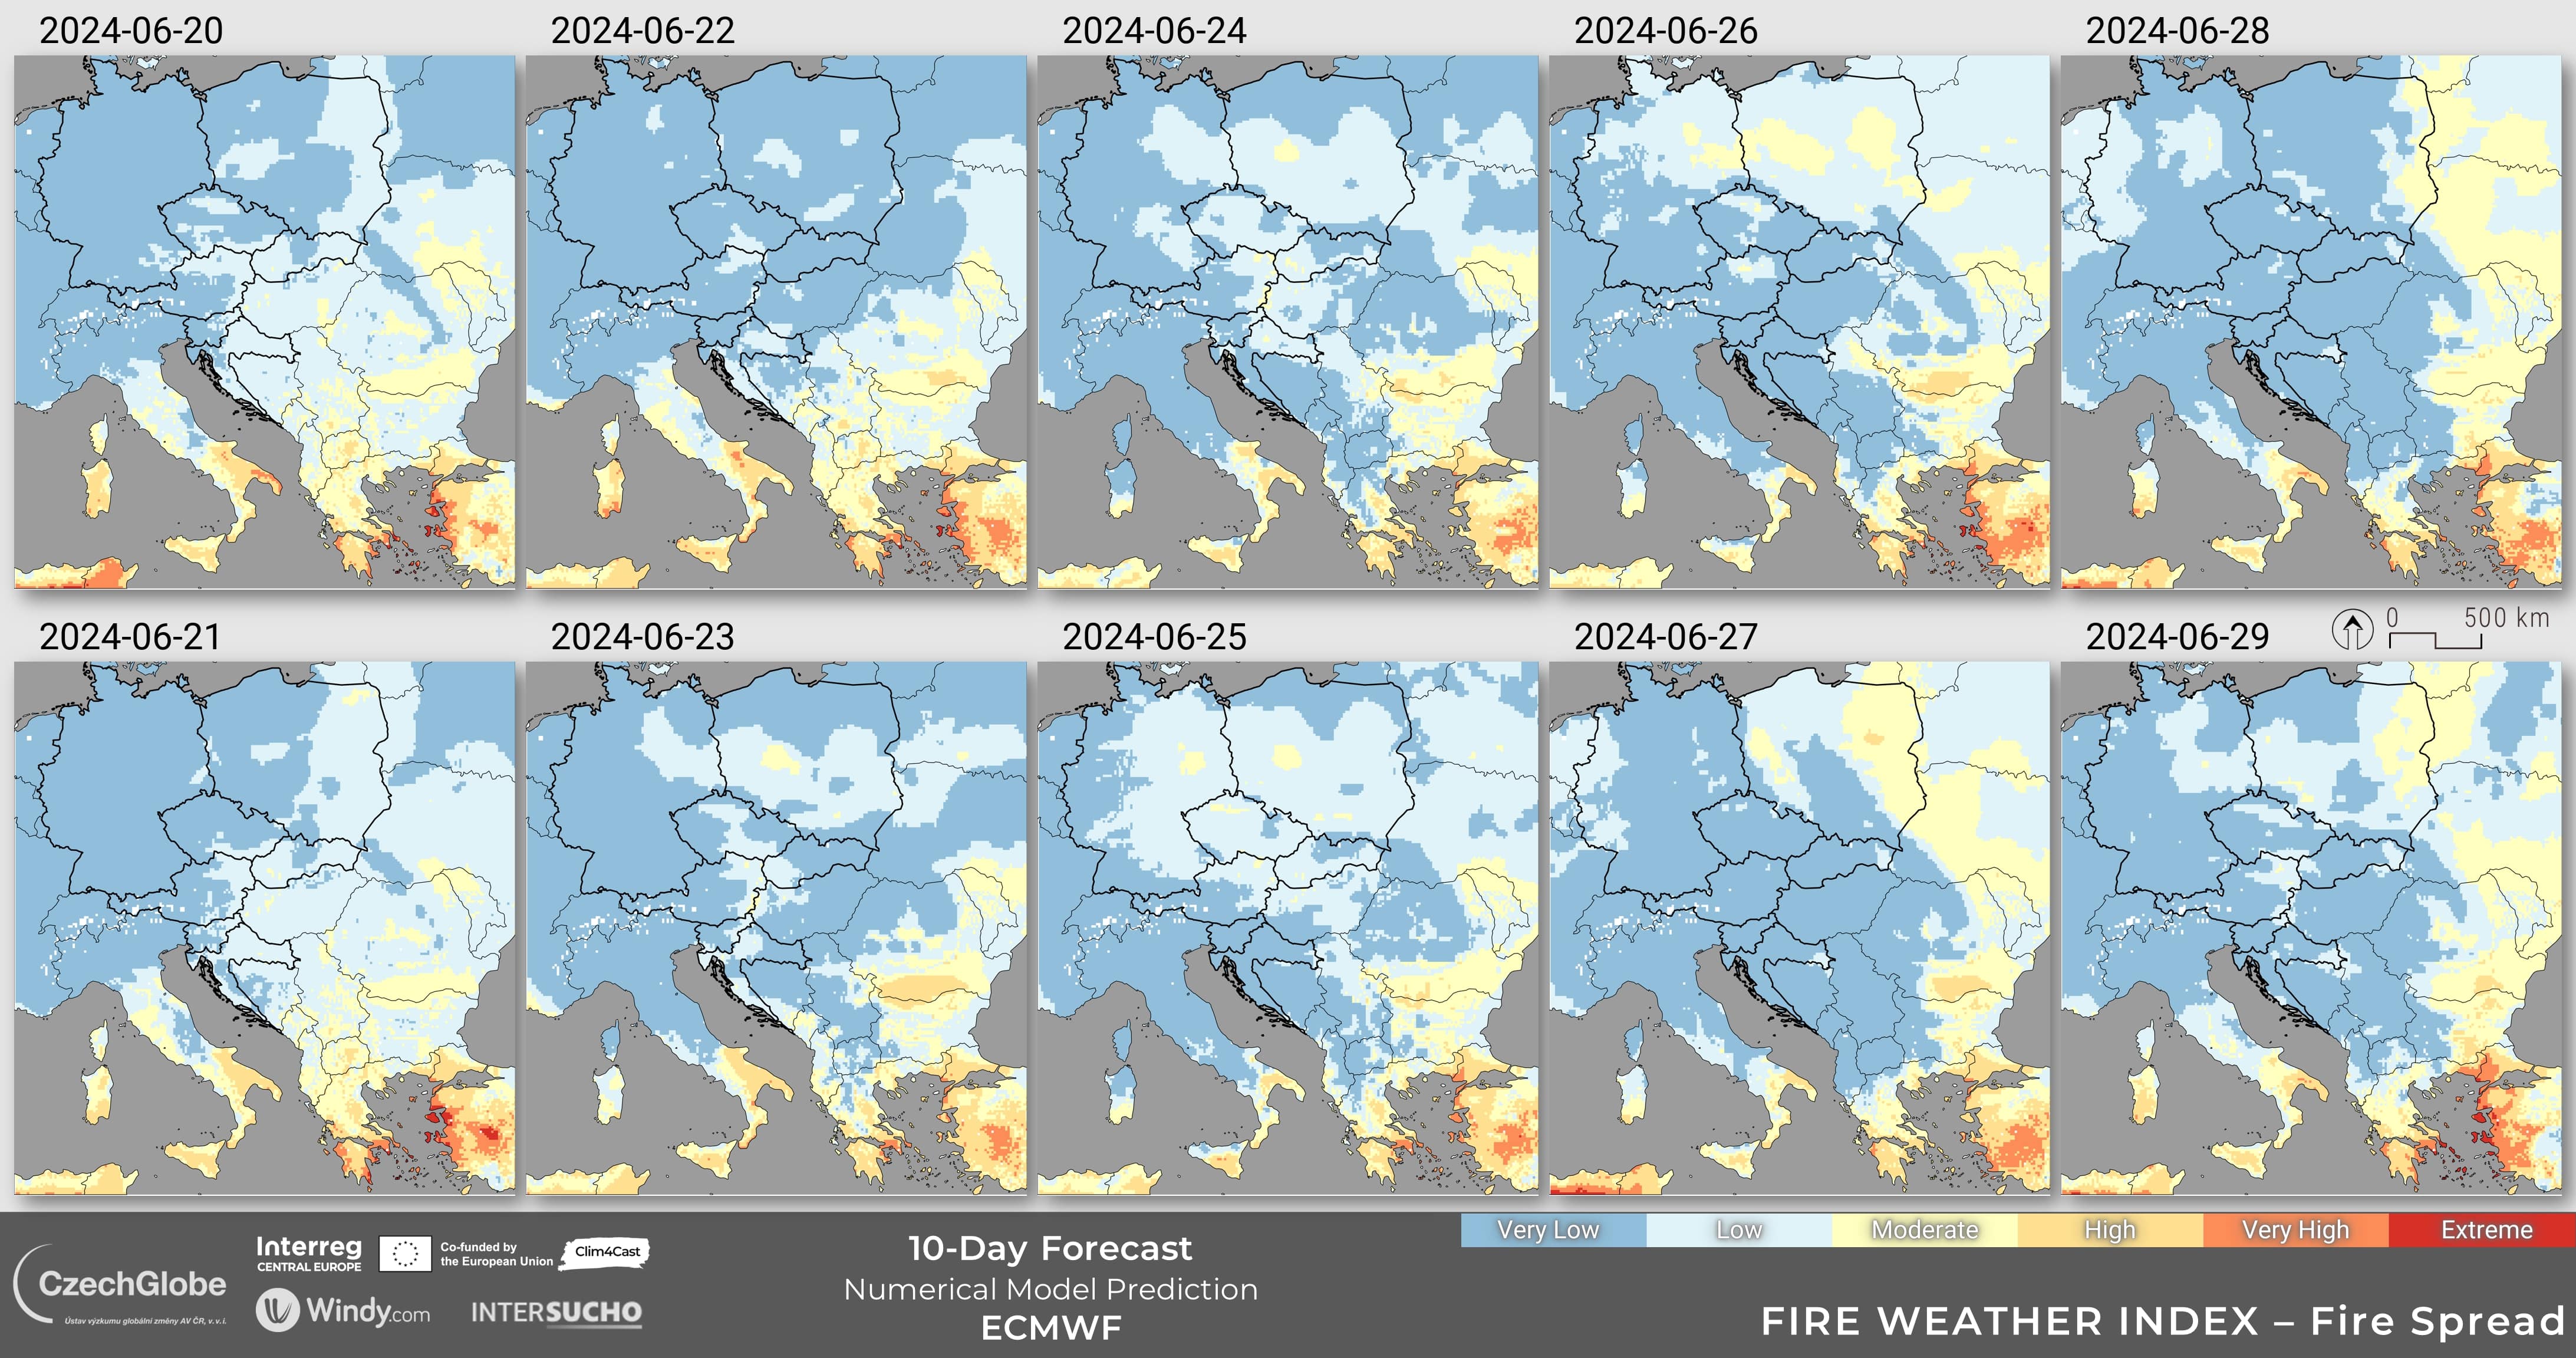 2024-06-20
2024-06-22
2024-06-24
2024-06-26
2024-06-28
2024-06-21
2024-06-23
2024-06-25
2024-06-27
2024-06-29
0 500 km
Very Low Low Moderate High Very High Extreme
CzechGlobe
Ústav výzkumu globální změny AV ČR, v. v. i.
Interreg
CENTRAL EUROPE
Co-funded by
the European Union
Clim4Cast
Windy.com
INTERSUCHO
10-Day Forecast
Numerical Model Prediction
ECMWF
FIRE WEATHER INDEX – Fire Spread